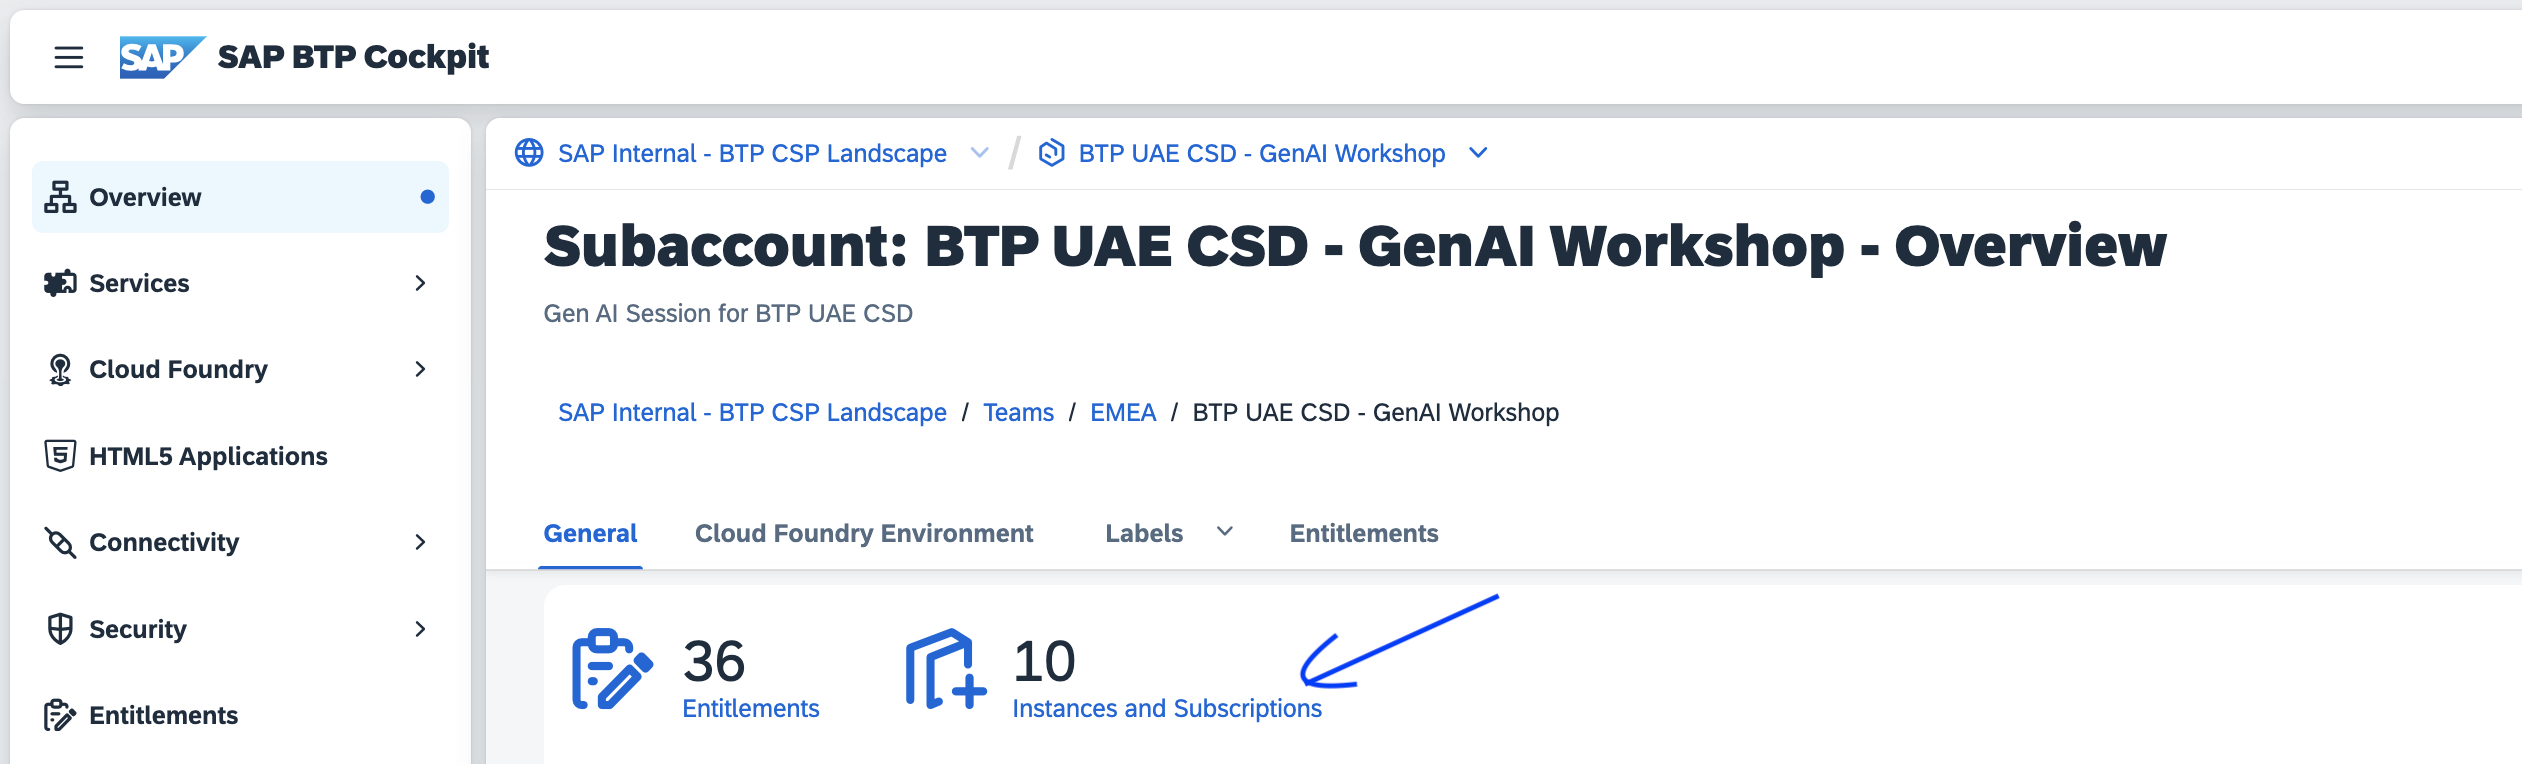 SAP SAP BTP Cockpit
Overview
Services
Cloud Foundry
HTML5 Applications
Connectivity
Security
Entitlements
SAP Internal - BTP CSP Landscape / BTP UAE CSD - GenAI Workshop
Subaccount: BTP UAE CSD - GenAI Workshop - Overview
Gen AI Session for BTP UAE CSD
SAP Internal - BTP CSP Landscape / Teams / EMEA / BTP UAE CSD - GenAI Workshop
General Cloud Foundry Environment Labels Entitlements
36
Entitlements
10
Instances and Subscriptions